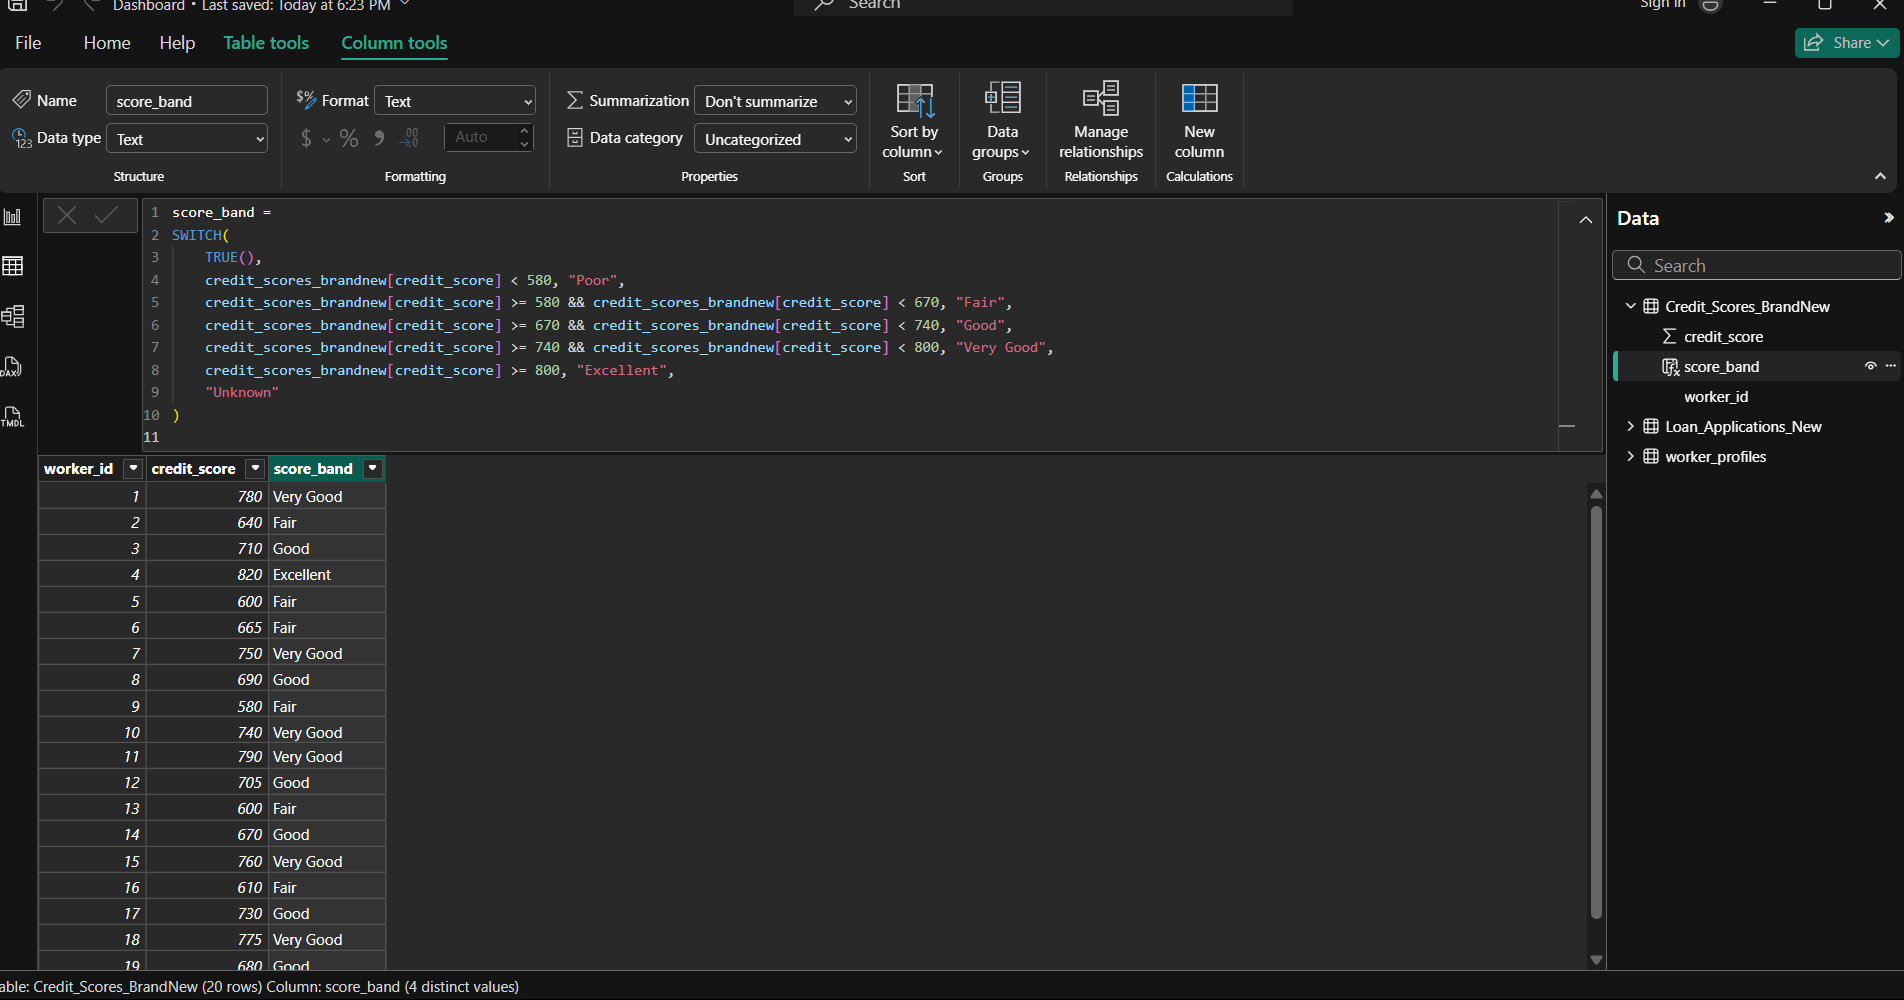 Dashboard • Last saved: Today at 6:23 PM
Search
Sign in
File Home Help Table tools Column tools
Share
Name score_band
Data type Text
Structure
Format Text
$ % 9 .00 Auto
Formatting
Summarization Don't summarize
Data category Uncategorized
Properties
Sort by column
Sort
Data groups
Groups
Manage relationships
Relationships
New column
Calculations
1 score_band =
2 SWITCH(
3 TRUE(),
4 credit_scores_brandnew[credit_score] < 580, "Poor",
5 credit_scores_brandnew[credit_score] >= 580 && credit_scores_brandnew[credit_score] < 670, "Fair",
6 credit_scores_brandnew[credit_score] >= 670 && credit_scores_brandnew[credit_score] < 740, "Good",
7 credit_scores_brandnew[credit_score] >= 740 && credit_scores_brandnew[credit_score] < 800, "Very Good",
8 credit_scores_brandnew[credit_score] >= 800, "Excellent",
9 "Unknown"
10 )
11
DAX
TMDL
worker_id credit_score score_band
1 780 Very Good
2 640 Fair
3 710 Good
4 820 Excellent
5 600 Fair
6 665 Fair
7 750 Very Good
8 690 Good
9 580 Fair
10 740 Very Good
11 790 Very Good
12 705 Good
13 600 Fair
14 670 Good
15 760 Very Good
16 610 Fair
17 730 Good
18 775 Very Good
19 680 Good
Data
Search
Credit_Scores_BrandNew
credit_score
score_band
worker_id
Loan_Applications_New
worker_profiles
able: Credit_Scores_BrandNew (20 rows) Column: score_band (4 distinct values)